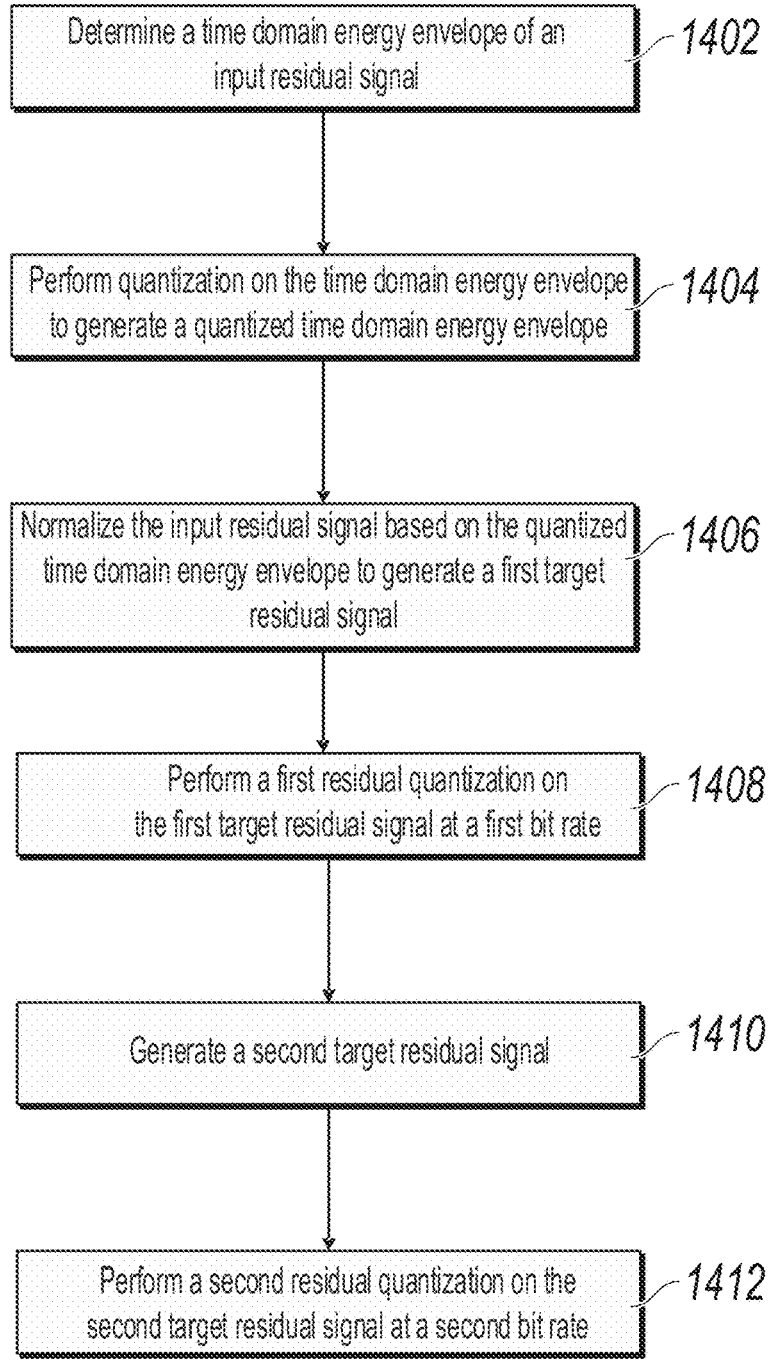 Determine a time domain energy envelope of an
input residual signal
1402
Perform quantization on the time domain energy envelope
to generate a quantized time domain energy envelope
1404
Normalize the input residual signal based on the quantized
time domain energy envelope to generate a first target
residual signal
1406
Perform a first residual quantization on
the first target residual signal at a first bit rate
1408
Generate a second target residual signal
1410
Perform a second residual quantization on the
second target residual signal at a second bit rate
1412